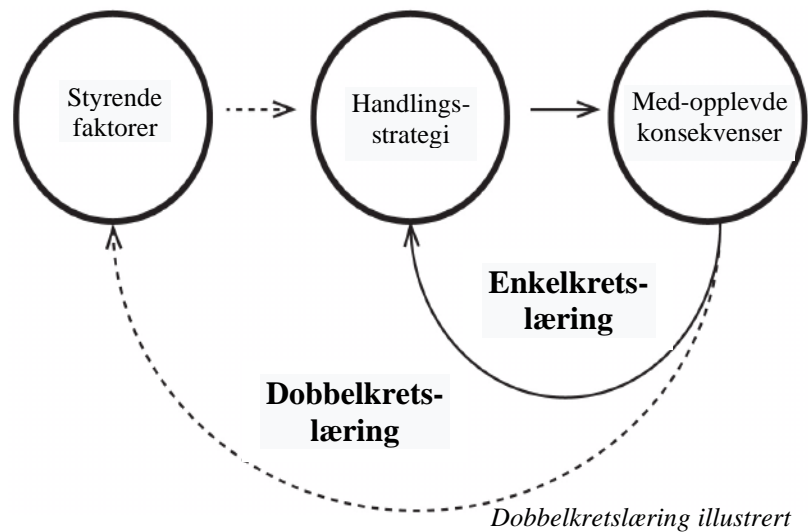 Styrende
faktorer
Handlings-
strategi
Med-opplevde
konsekvenser
Enkelkrets-
læring
Dobbelkrets-
læring
Dobbelkretslæring illustrert